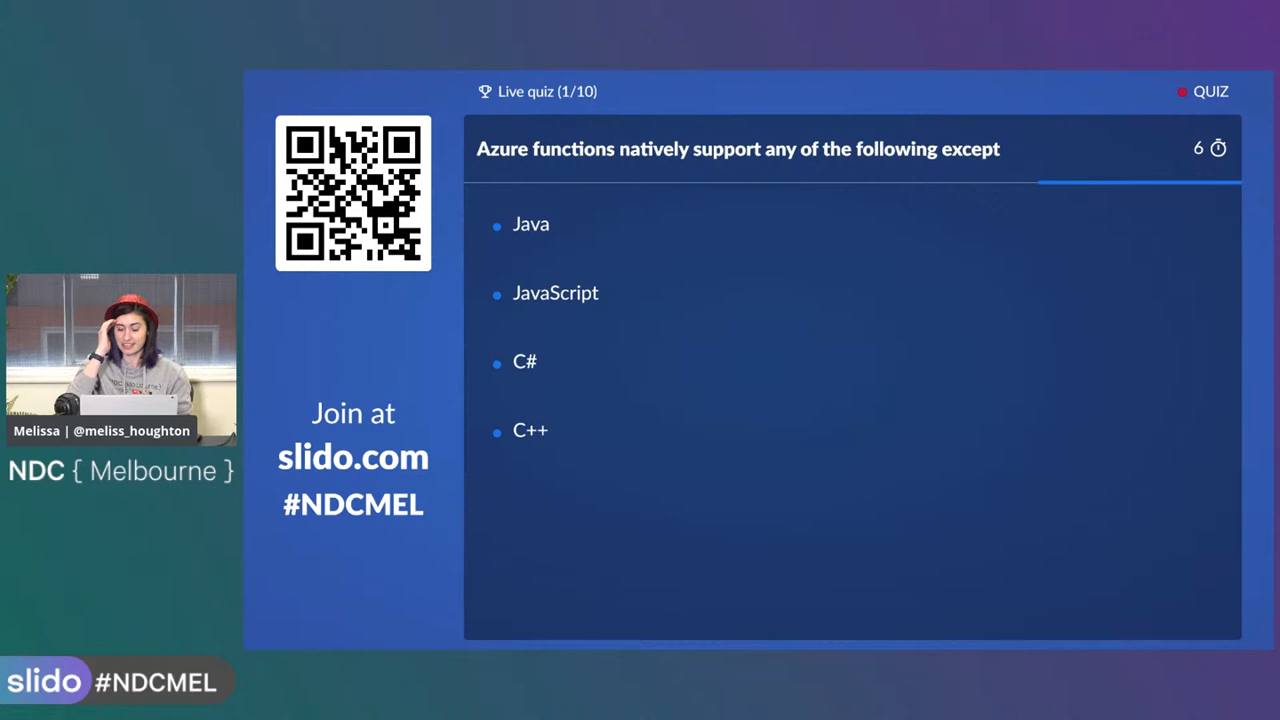 Live quiz (1/10)
QUIZ
Azure functions natively support any of the following except
6
Java
JavaScript
C#
C++
Join at
slido.com
#NDCMEL
Melissa | @meliss_houghton
NDC { Melbourne }
slido #NDCMEL